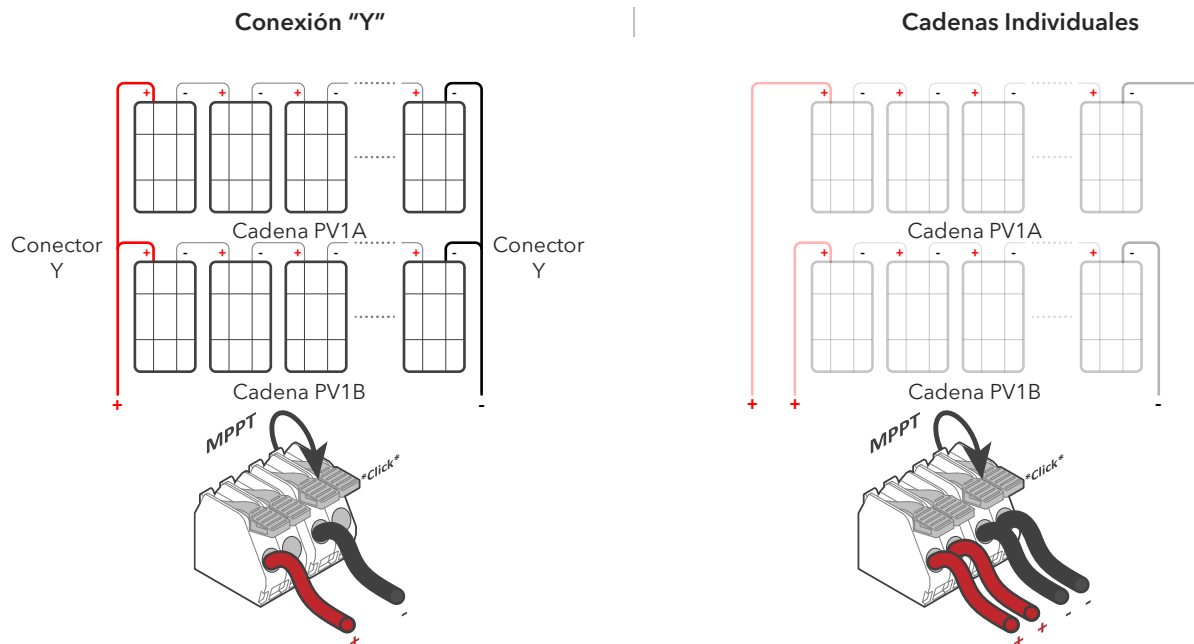 Conexión "Y"
Cadenas Individuales
+ - + - + - + -
Cadena PV1A
Conector
Y
Conector
Y
+ - + - + - + -
Cadena PV1B
+ -
MPPT
*Click*
+ -
+ - + - + - + -
Cadena PV1A
+ - + - + - + -
Cadena PV1B
+ + -
MPPT
*Click*
+ + - -